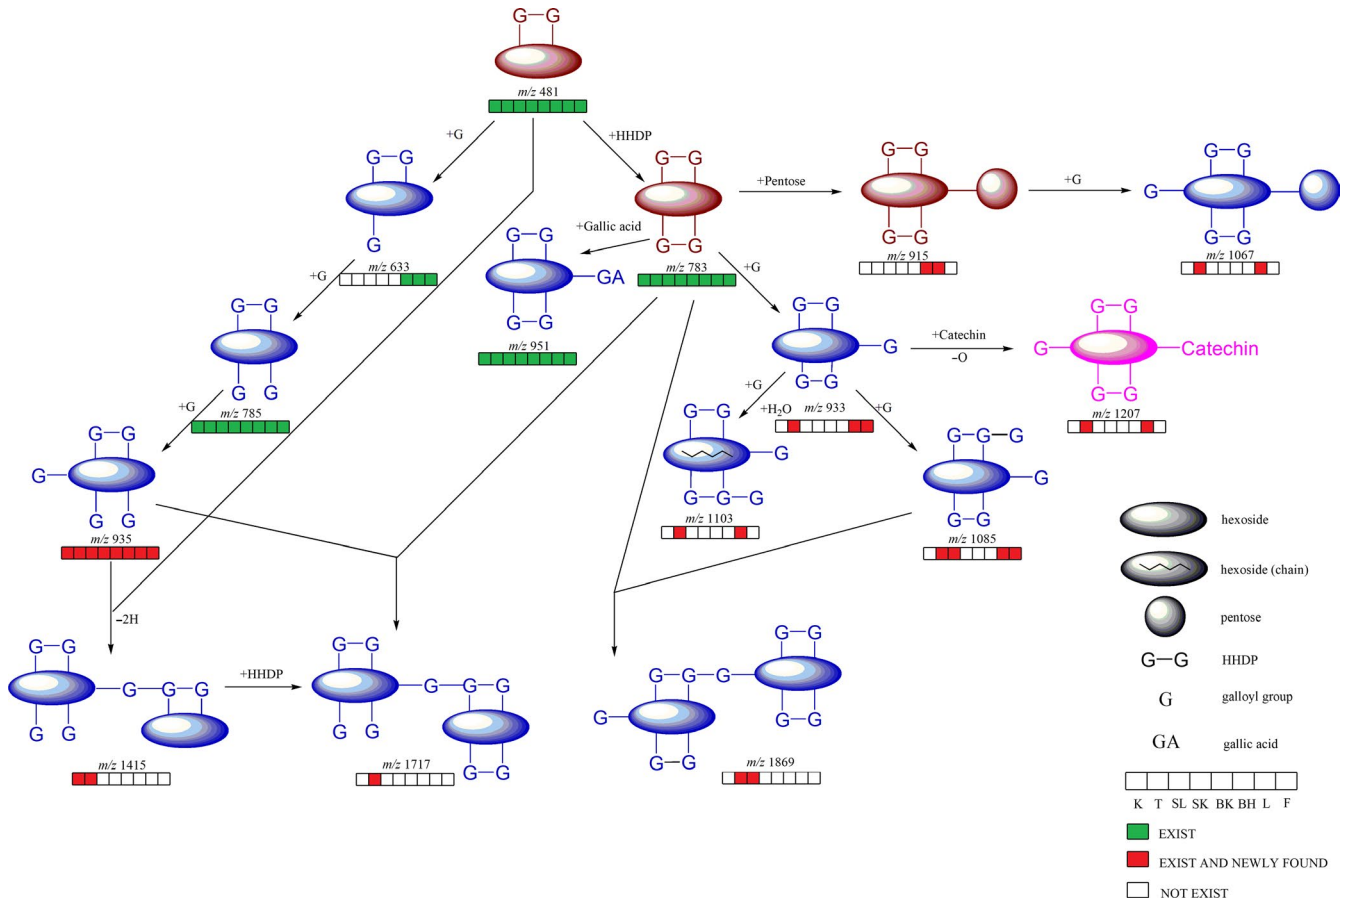 G–G
m/z 481
+G
+HHDP
G–G
G
m/z 633
G–G
G–G
m/z 783
+Pentose
G–G
G–G
m/z 915
+G
G–G
G
G–G
m/z 1067
+Gallic acid
G–G
GA
G–G
m/z 951
+G
G–G
G G
m/z 785
+G
G–G
G
G–G
m/z 933
+Catechin
–O
G–G
G
Catechin
G–G
m/z 1207
+G
G–G
G
G G
m/z 935
+G
+H2O
G–G
G
G–G–G
m/z 1103
+G
G–G–G
G
G–G
m/z 1085
–2H
G–G
G–G–G
G G
m/z 1415
+HHDP
G–G
G–G–G
G G
G–G
m/z 1717
G–G
G–G–G
G–G
G
G–G
m/z 1869
hexoside
hexoside (chain)
pentose
G–G HHDP
G galloyl group
GA gallic acid
K T SL SK BK BH L F
EXIST
EXIST AND NEWLY FOUND
NOT EXIST